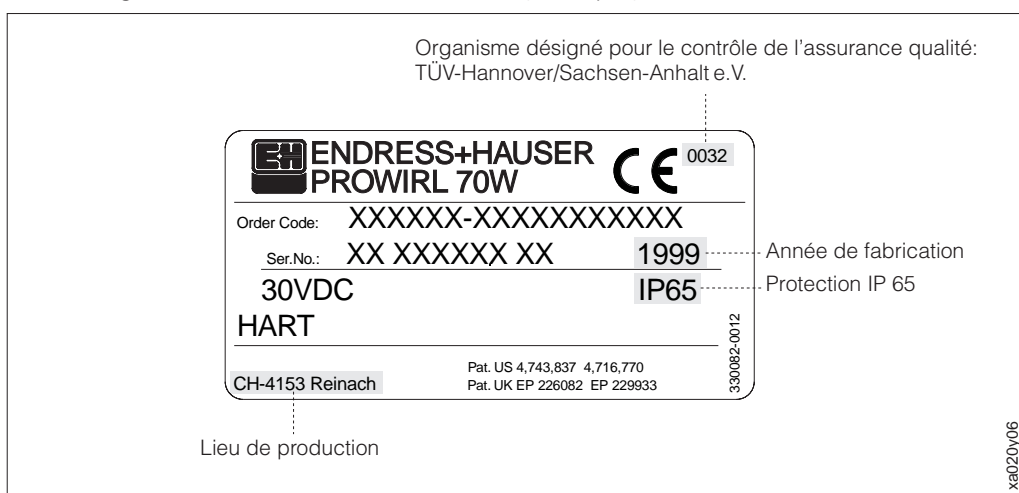 Organisme désigné pour le contrôle de l'assurance qualité:
TÜV-Hannover/Sachsen-Anhalt e.V.
E+H ENDRESS+HAUSER
PROWIRL 70W
CE 0032
Order Code: XXXXXX-XXXXXXXXXXX
Ser.No.: XX XXXXXX XX 1999
Année de fabrication
30VDC IP65
Protection IP 65
HART
330082-0012
Pat. US 4,743,837 4,716,770
CH-4153 Reinach Pat. UK EP 226082 EP 229933
Lieu de production
xa020y06